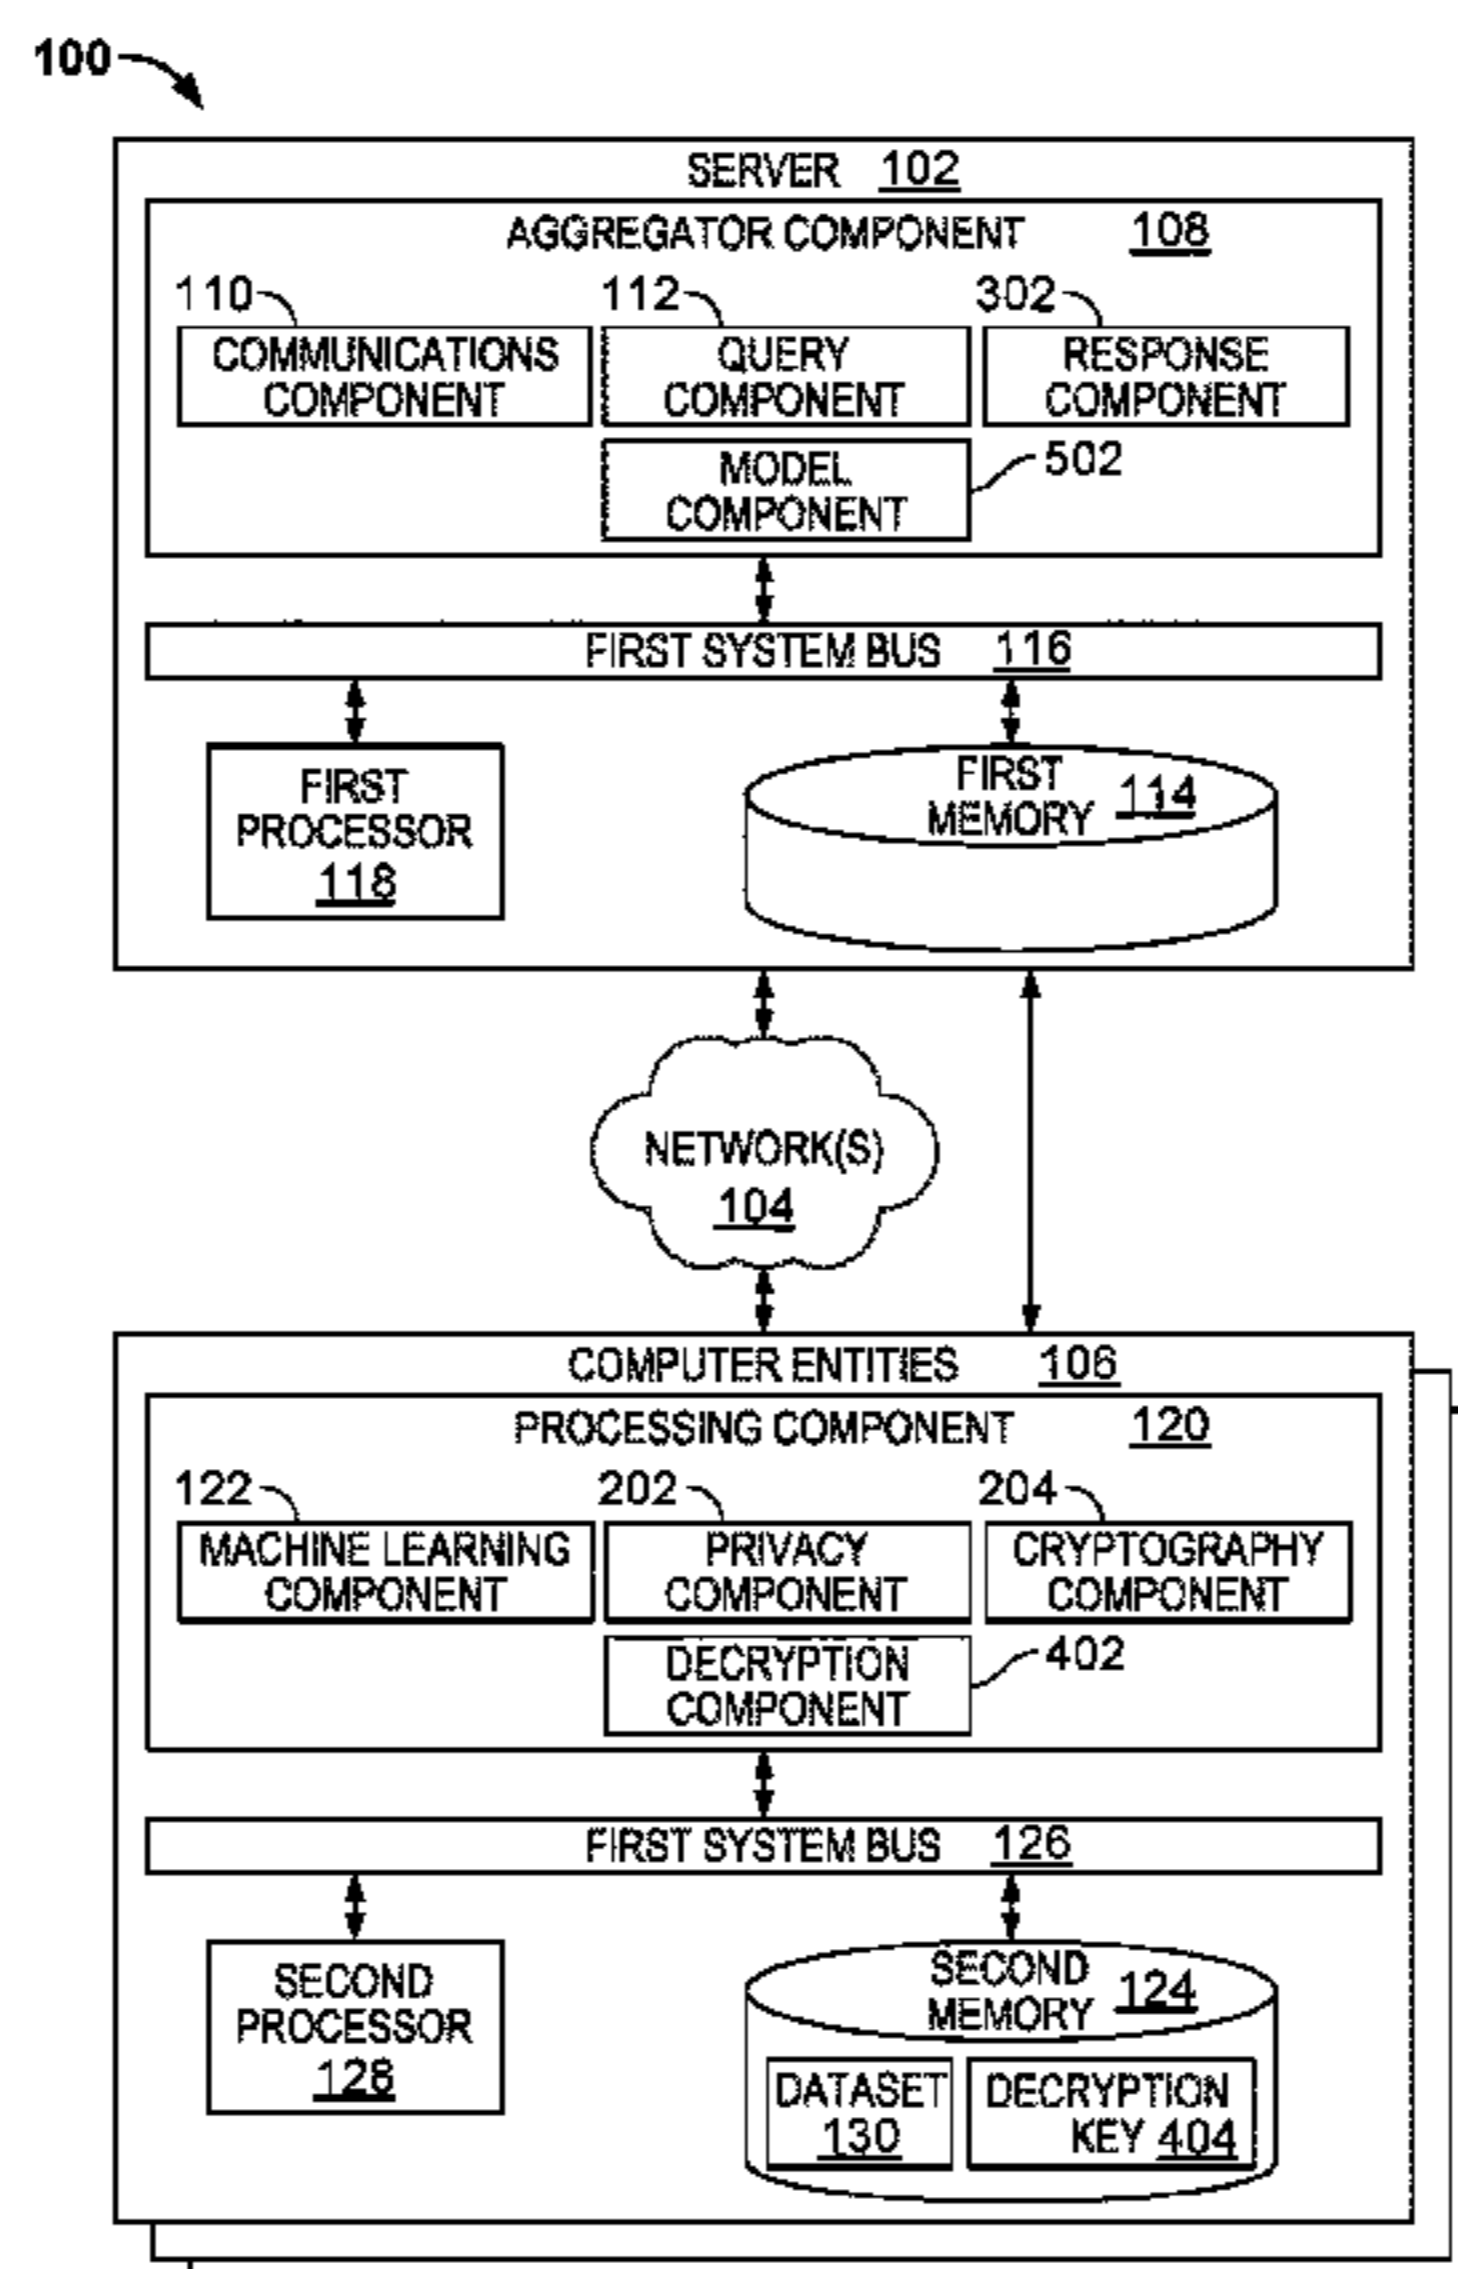 100
SERVER 102
AGGREGATOR COMPONENT 108
110 112 302
COMMUNICATIONS COMPONENT
QUERY COMPONENT
RESPONSE COMPONENT
MODEL COMPONENT
502
FIRST SYSTEM BUS 116
FIRST
PROCESSOR
118
FIRST
MEMORY 114
NETWORK(S)
104
COMPUTER ENTITIES 106
PROCESSING COMPONENT 120
122 202 204
MACHINE LEARNING COMPONENT
PRIVACY COMPONENT
CRYPTOGRAPHY COMPONENT
DECRYPTION COMPONENT
402
FIRST SYSTEM BUS 126
SECOND
PROCESSOR
128
SECOND
MEMORY 124
DATASET
130
DECRYPTION
KEY 404